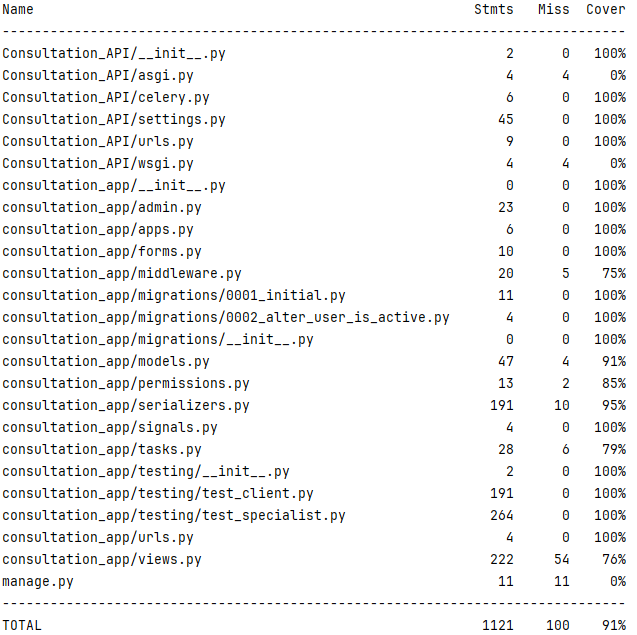 Name Stmts Miss Cover
------------------------------------------------------------------------------
Consultation_API/__init__.py 2 0 100%
Consultation_API/asgi.py 4 4 0%
Consultation_API/celery.py 6 0 100%
Consultation_API/settings.py 45 0 100%
Consultation_API/urls.py 9 0 100%
Consultation_API/wsgi.py 4 4 0%
consultation_app/__init__.py 0 0 100%
consultation_app/admin.py 23 0 100%
consultation_app/apps.py 6 0 100%
consultation_app/forms.py 10 0 100%
consultation_app/middleware.py 20 5 75%
consultation_app/migrations/0001_initial.py 11 0 100%
consultation_app/migrations/0002_alter_user_is_active.py 4 0 100%
consultation_app/migrations/__init__.py 0 0 100%
consultation_app/models.py 47 4 91%
consultation_app/permissions.py 13 2 85%
consultation_app/serializers.py 191 10 95%
consultation_app/signals.py 4 0 100%
consultation_app/tasks.py 28 6 79%
consultation_app/testing/__init__.py 2 0 100%
consultation_app/testing/test_client.py 191 0 100%
consultation_app/testing/test_specialist.py 264 0 100%
consultation_app/urls.py 4 0 100%
consultation_app/views.py 222 54 76%
manage.py 11 11 0%
------------------------------------------------------------------------------
TOTAL 1121 100 91%